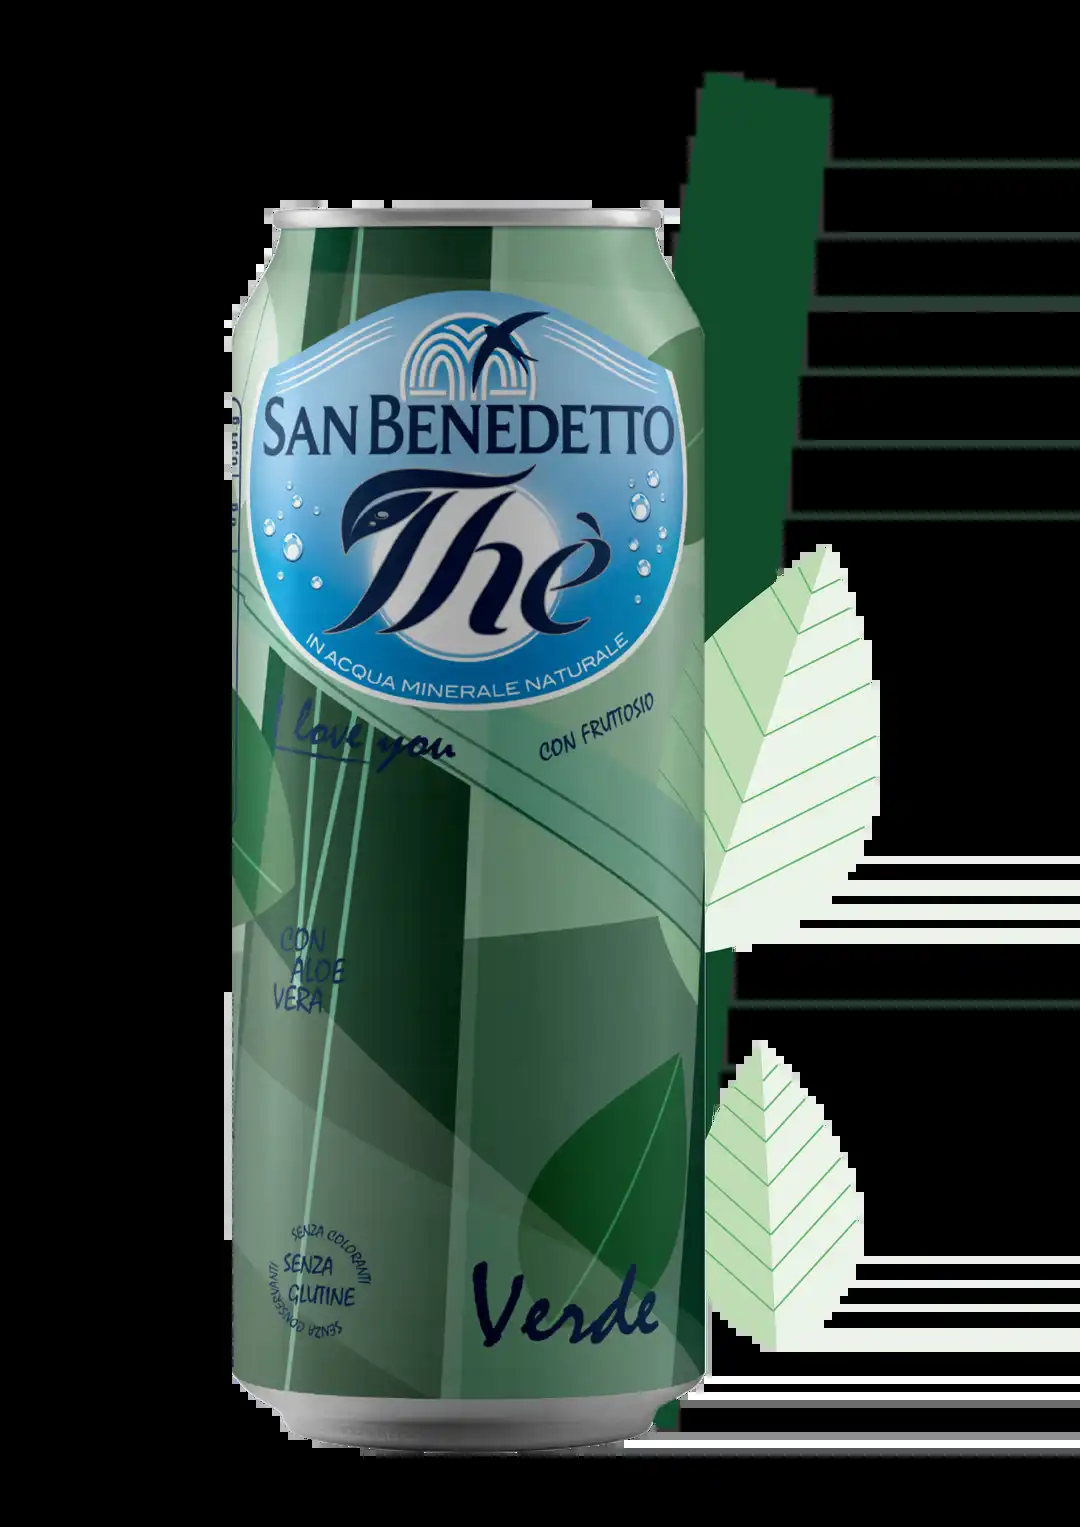 SAN BENEDETTO
Thè
IN ACQUA MINERALE NATURALE
I love you
CON FRUTTOSIO
CON
ALOE
VERA
SENZA COLORANTI
SENZA
GLUTINE
SENZA CONSERVANTI
Verde